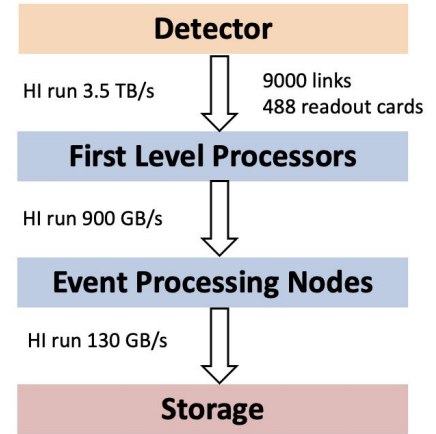 Detector
HI run 3.5 TB/s
9000 links
488 readout cards
First Level Processors
HI run 900 GB/s
Event Processing Nodes
HI run 130 GB/s
Storage